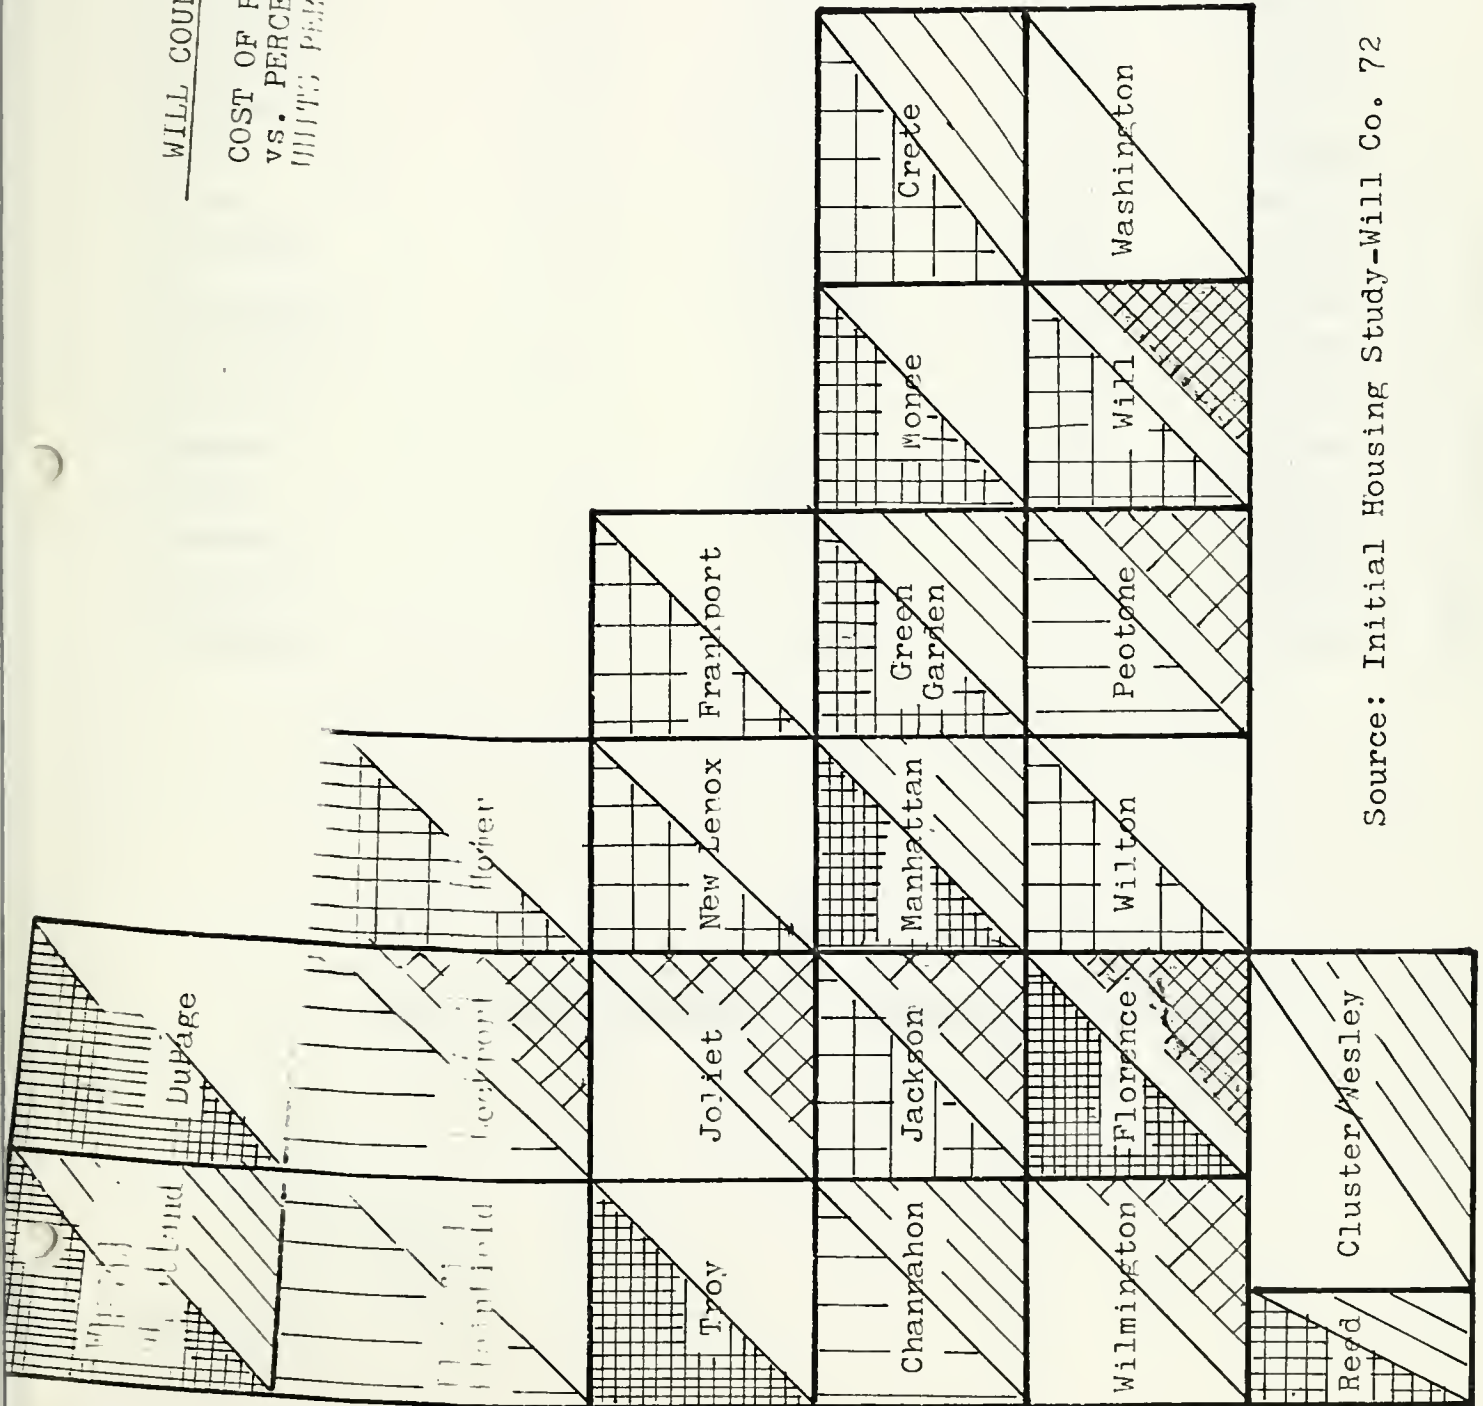 WILL COU
COST OF F
vs. PERCE
Dupage
Troy
Joliet
New Lenox
Frankport
Channahon
Jackson
Manhattan
Green
Garden
Monee
Crete
Wilmington
Florence
Wilton
Peotone
Will
Washington
Reed
Cluster/Wesley
Source: Initial Housing Study-Will Co. 72